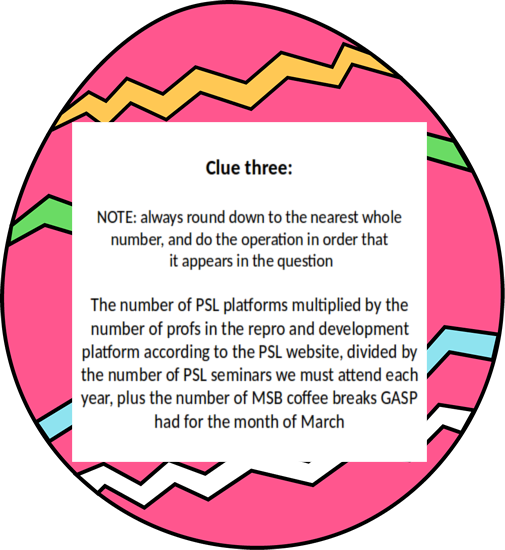 Clue three:
NOTE: always round down to the nearest whole
number, and do the operation in order that
it appears in the question
The number of PSL platforms multiplied by the
number of profs in the repro and development
platform according to the PSL website, divided by
the number of PSL seminars we must attend each
year, plus the number of MSB coffee breaks GASP
had for the month of March